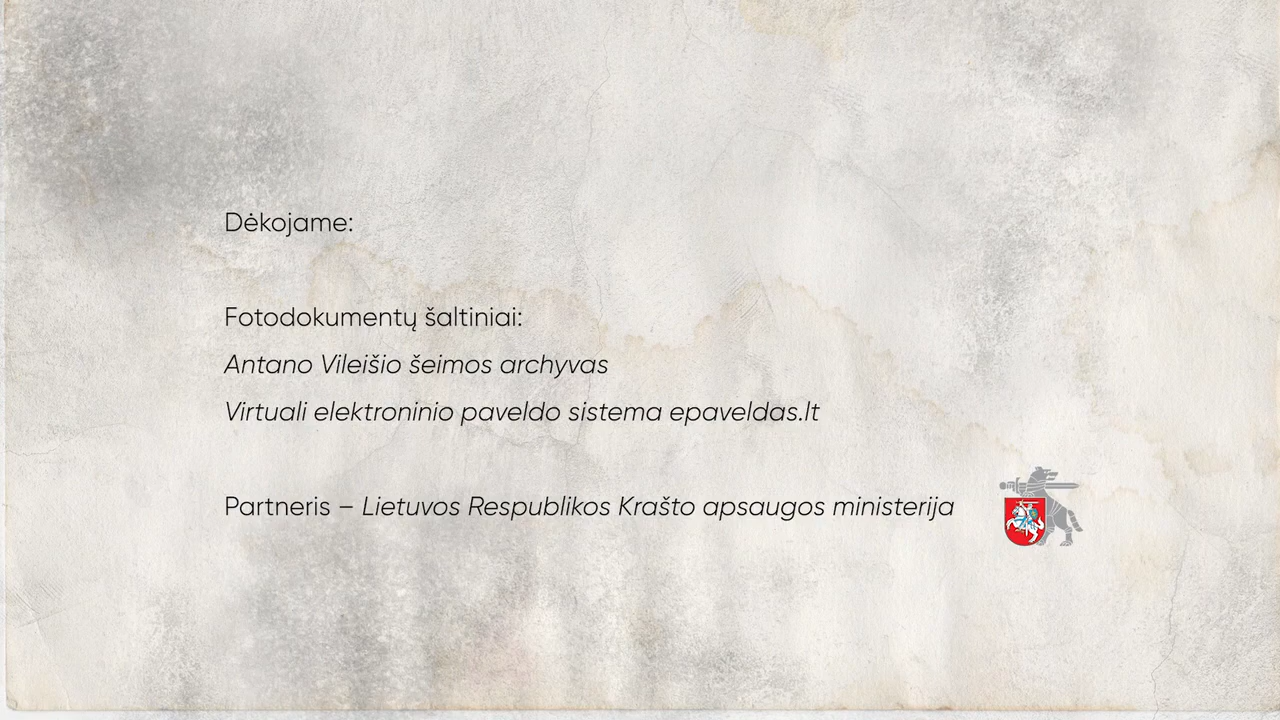 Dėkojame:
Fotodokumentų šaltiniai:
Antano Vileišio šeimos archyvas
Virtuali elektroninio paveldo sistema epaveldas.lt
Partneris – Lietuvos Respublikos Krašto apsaugos ministerija